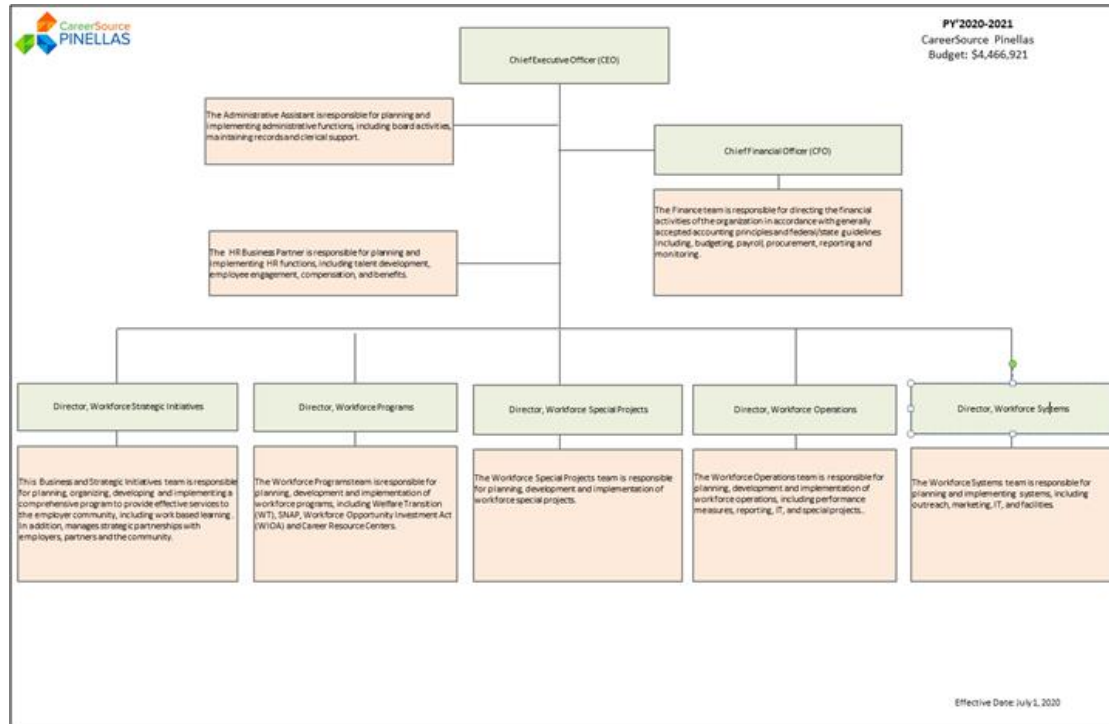 CareerSource
PINELLAS
PY'2020-2021
CareerSource Pinellas
Budget: $4,466,921
Chief Executive Officer (CEO)
The Administrative Assistant is responsible for planning and
implementing administrative functions, including board activities,
maintaining records and clerical support.
Chief Financial Officer (CFO)
The Finance team is responsible for directing the financial
activities of the organization in accordance with generally
accepted accounting principles and federal/state guidelines
including, budgeting, payroll, procurement, reporting and
monitoring.
The HR Business Partner is responsible for planning and
implementing HR functions, including talent development,
employee engagement, compensation, and benefits.
Director, Workforce Strategic Initiatives
Director, Workforce Programs
Director, Workforce Special Projects
Director, Workforce Operations
Director, Workforce Systems
This Business and Strategic Initiatives team is responsible
for planning, organizing, developing and implementing a
comprehensive program to provide effective services to
the employer community, including work based learning.
In addition, manages strategic partnerships with
employers, partners and the community.
The Workforce Programs team is responsible for
planning, development and implementation of
workforce programs, including Welfare Transition
(WT), SNAP, Workforce Opportunity Investment Act
(WIOA) and Career Resource Centers.
The Workforce Special Projects team is responsible
for planning, development and implementation of
workforce special projects.
The Workforce Operations team is responsible for
planning, development and implementation of
workforce operations, including performance
measures, reporting, IT, and special projects..
The Workforce Systems team is responsible for
planning and implementing systems, including
outreach, marketing, IT, and facilities.
Effective Date: July 1, 2020